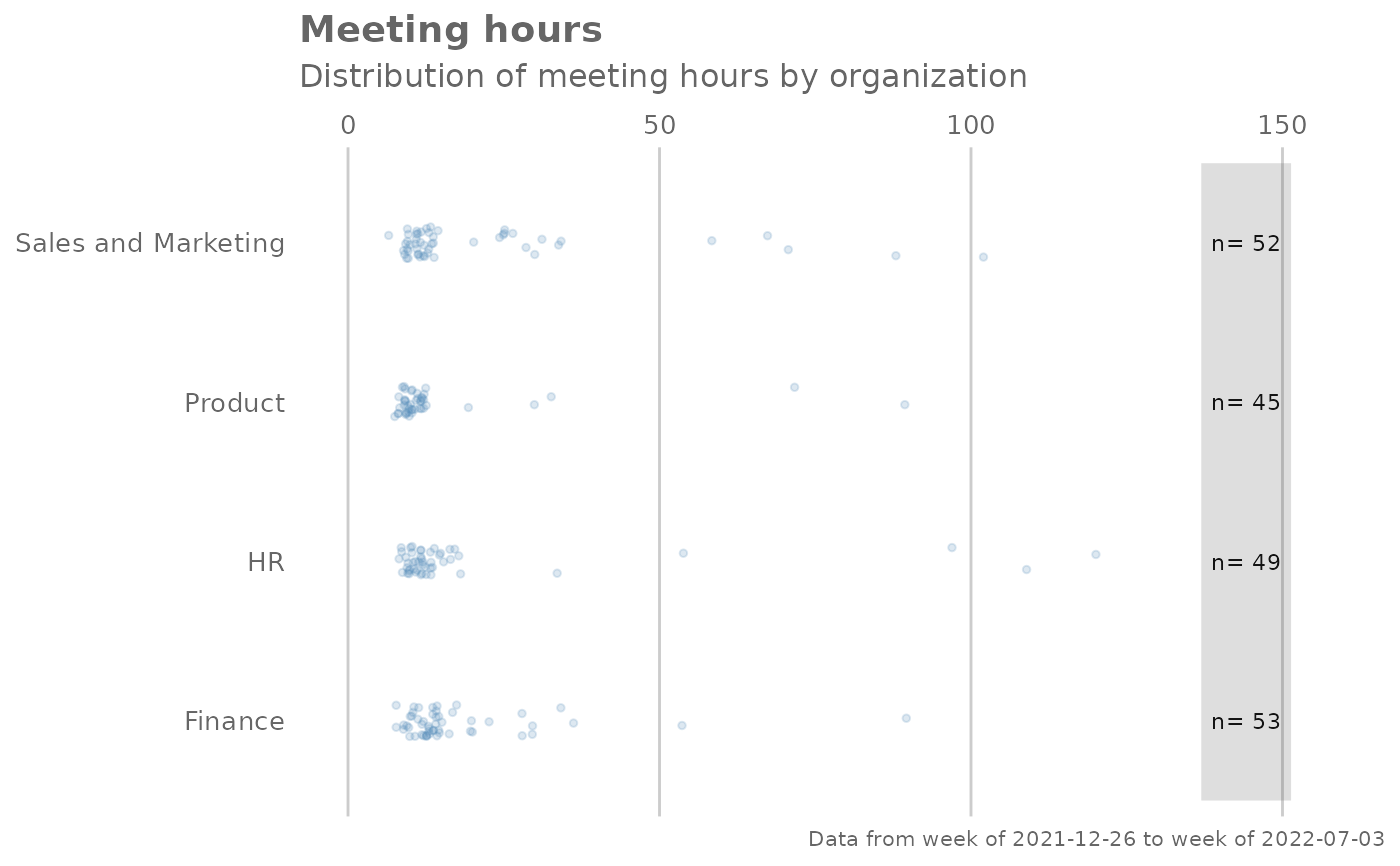 Meeting hours
Distribution of meeting hours by organization
0 50 100 150
Sales and Marketing n= 52
Product n= 45
HR n= 49
Finance n= 53
Data from week of 2021-12-26 to week of 2022-07-03